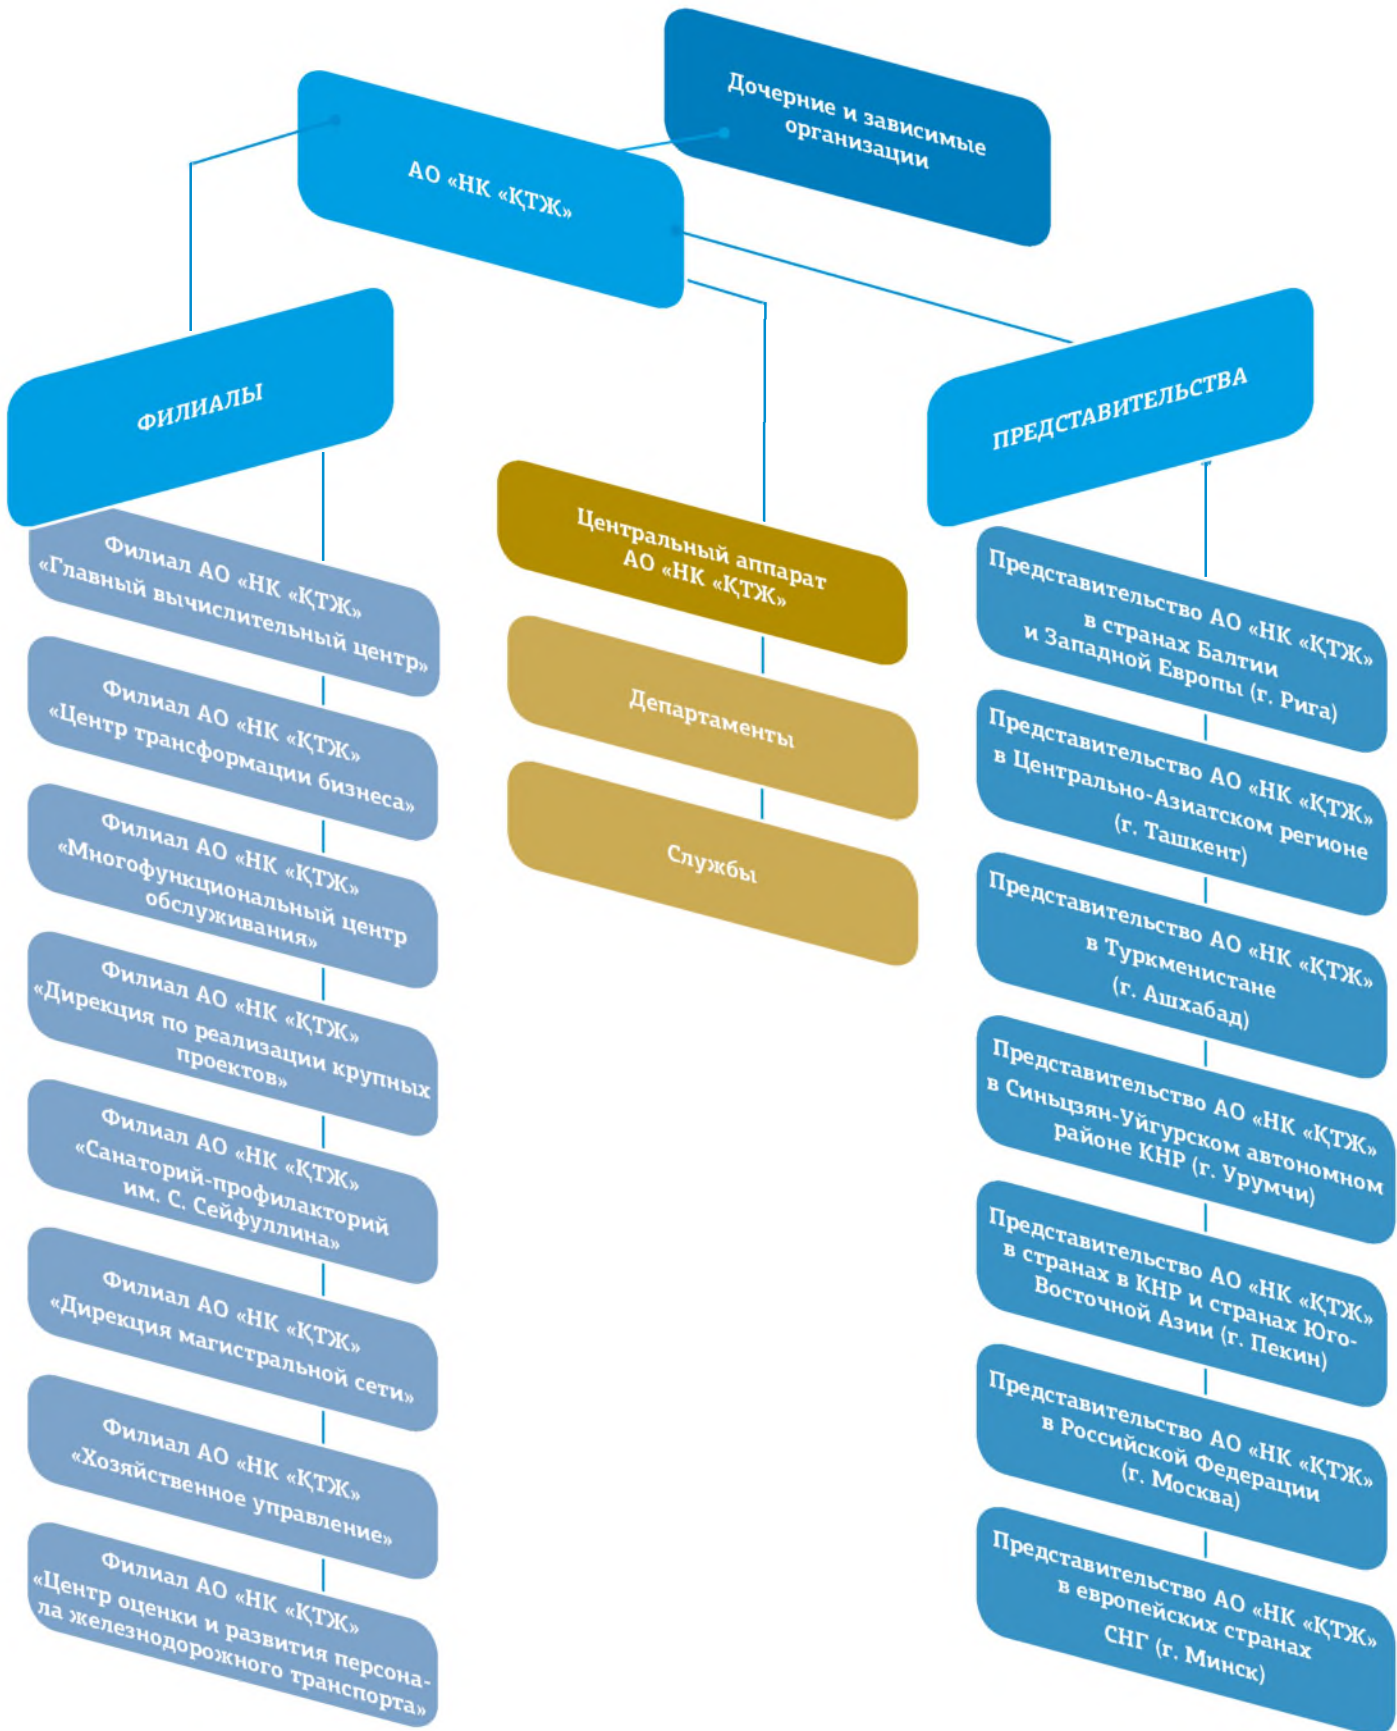 Дочерние и зависимые
организации
АО «НК «ҚТЖ»
ФИЛИАЛЫ
Филиал АО «НК «ҚТЖ»
«Главный вычислительный центр»
Филиал АО «НК «ҚТЖ»
«Центр трансформации бизнеса»
Филиал АО «НК «ҚТЖ»
«Многофункциональный центр
обслуживания»
Филиал АО «НК «ҚТЖ»
«Дирекция по реализации крупных
проектов»
Филиал АО «НК «ҚТЖ»
«Санаторий-профилакторий
им. С. Сейфуллина»
Филиал АО «НК «ҚТЖ»
«Дирекция магистральной сети»
Филиал АО «НК «ҚТЖ»
«Хозяйственное управление»
Филиал АО «НК «ҚТЖ»
«Центр оценки и развития персона-
ла железнодорожного транспорта»
Центральный аппарат
АО «НК «ҚТЖ»
Департаменты
Службы
ПРЕДСТАВИТЕЛЬСТВА
Представительство АО «НК «ҚТЖ»
в странах Балтии
и Западной Европы (г. Рига)
Представительство АО «НК «ҚТЖ»
в Центрально-Азиатском регионе
(г. Ташкент)
Представительство АО «НК «ҚТЖ»
в Туркменистане
(г. Ашхабад)
Представительство АО «НК «ҚТЖ»
в Синьцзян-Уйгурском автономном
районе КНР (г. Урумчи)
Представительство АО «НК «ҚТЖ»
в странах в КНР и странах Юго-
Восточной Азии (г. Пекин)
Представительство АО «НК «ҚТЖ»
в Российской Федерации
(г. Москва)
Представительство АО «НК «ҚТЖ»
в европейских странах
СНГ (г. Минск)